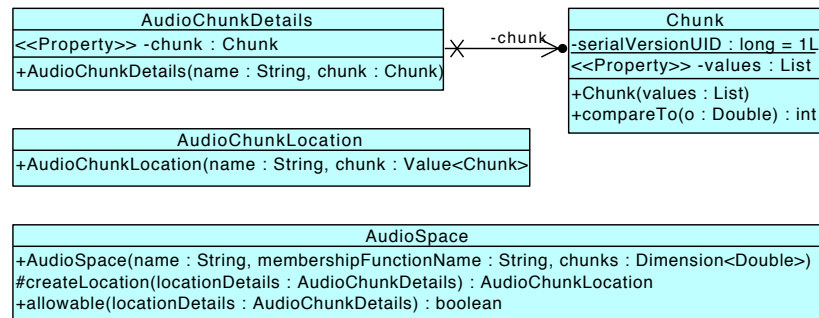 AudioChunkDetails
<<Property>> -chunk : Chunk
+AudioChunkDetails(name : String, chunk : Chunk)
-chunk
Chunk
-serialVersionUID : long = 1L
<<Property>> -values : List
+Chunk(values : List)
+compareTo(o : Double) : int
AudioChunkLocation
+AudioChunkLocation(name : String, chunk : Value<Chunk>
AudioSpace
+AudioSpace(name : String, membershipFunctionName : String, chunks : Dimension<Double>)
#createLocation(locationDetails : AudioChunkDetails) : AudioChunkLocation
+allowable(locationDetails : AudioChunkDetails) : boolean